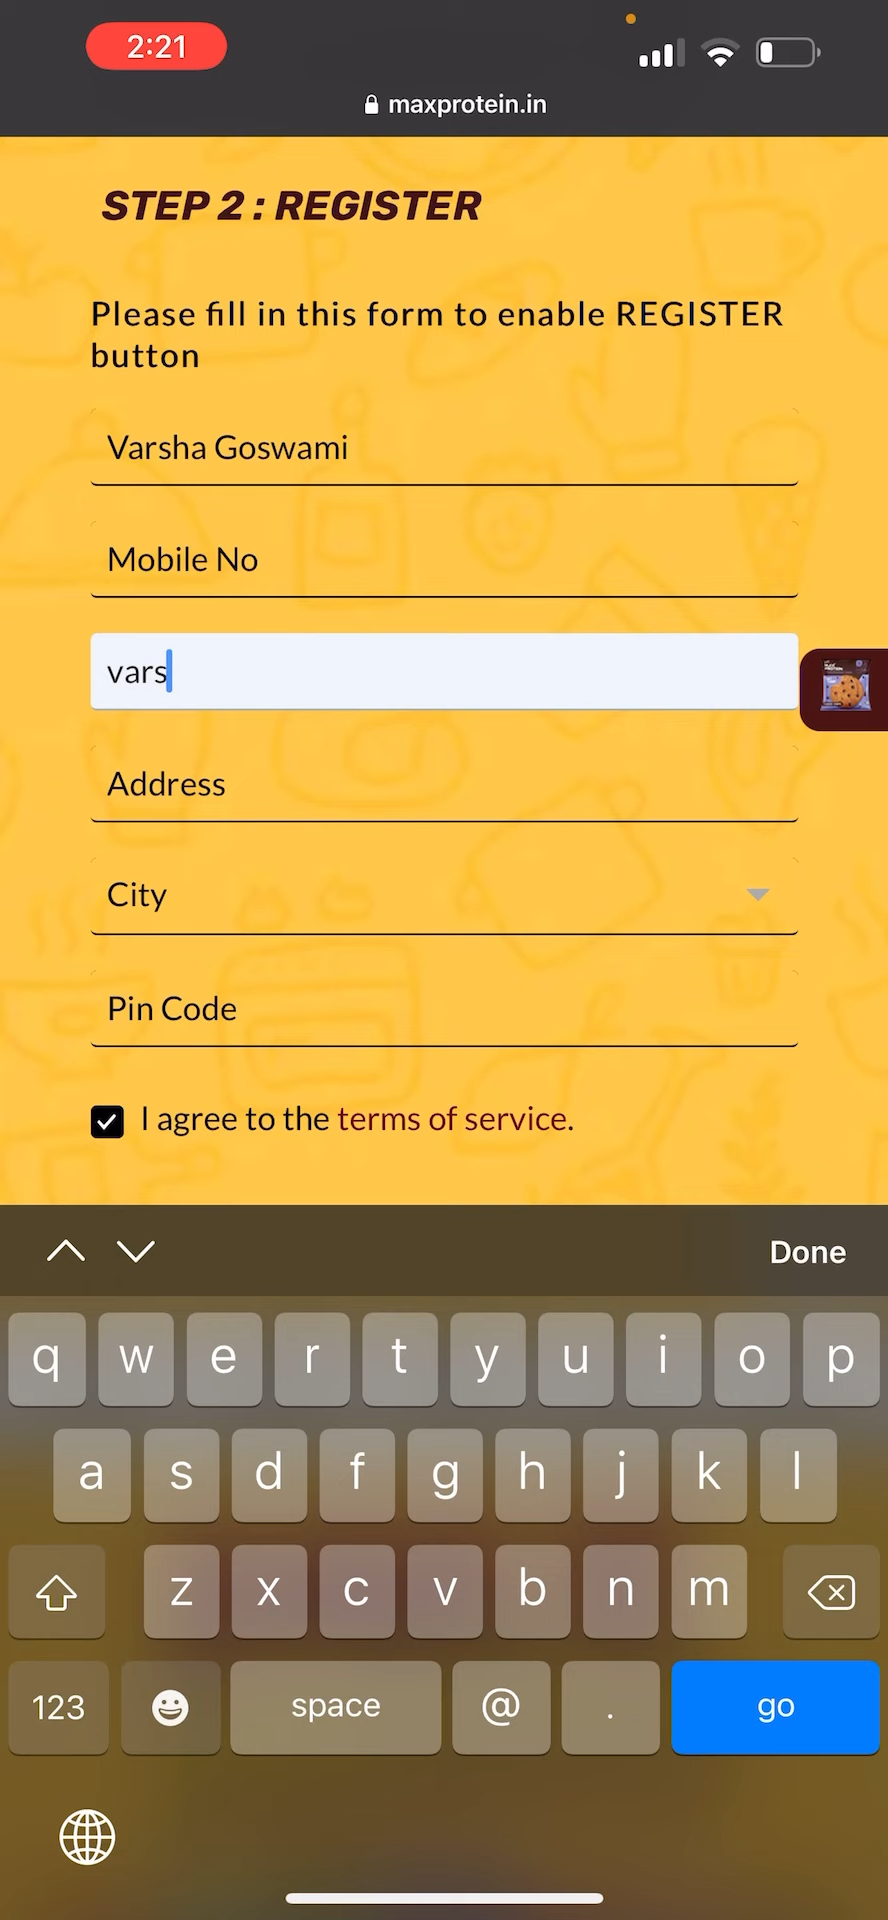 2:21
maxprotein.in
STEP 2 : REGISTER
Please fill in this form to enable REGISTER
button
Varsha Goswami
Mobile No
vars
Address
City
Pin Code
I agree to the terms of service.
Done
q w e r t y u i o p
a s d f g h j k l
z x c v b n m
123 space @ . go